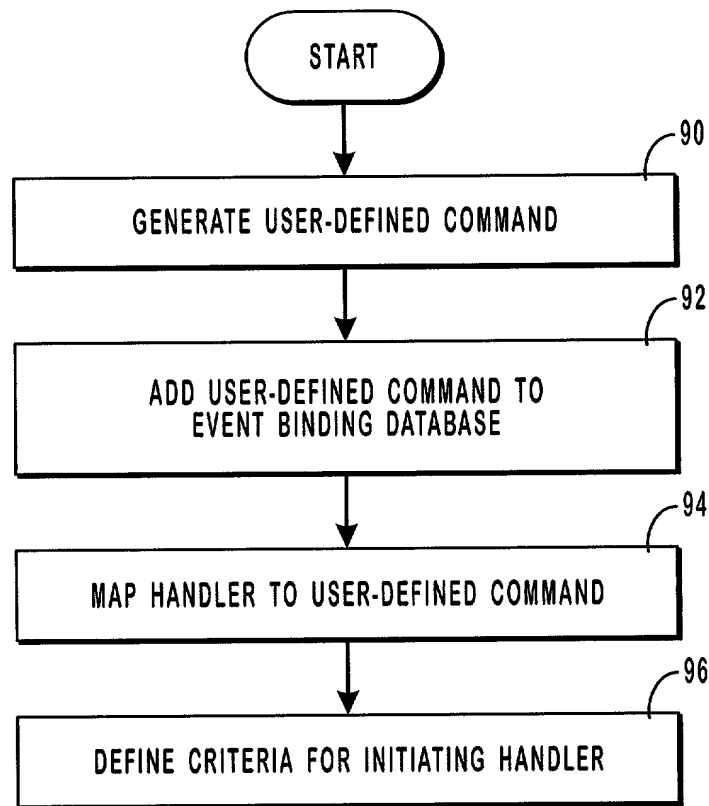 START
90
GENERATE USER-DEFINED COMMAND
92
ADD USER-DEFINED COMMAND TO
EVENT BINDING DATABASE
94
MAP HANDLER TO USER-DEFINED COMMAND
96
DEFINE CRITERIA FOR INITIATING HANDLER